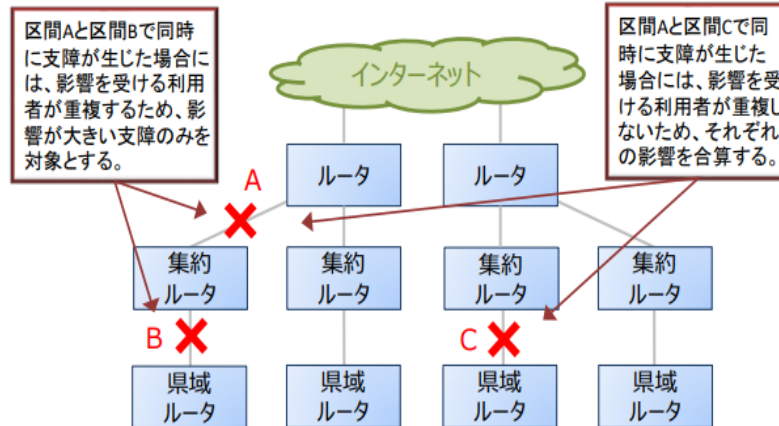 区間Aと区間Bで同時
に支障が生じた場合に
は、影響を受ける利用
者が重複するため、影
響が大きい支障のみを
対象とする。
区間Aと区間Cで同
時に支障が生じた
場合には、影響を受
ける利用者が重複し
ないため、それぞれ
の影響を合算する。
インターネット
A
ルータ
ルータ
集約
ルータ
集約
ルータ
集約
ルータ
集約
ルータ
B
C
県域
ルータ
県域
ルータ
県域
ルータ
県域
ルータ